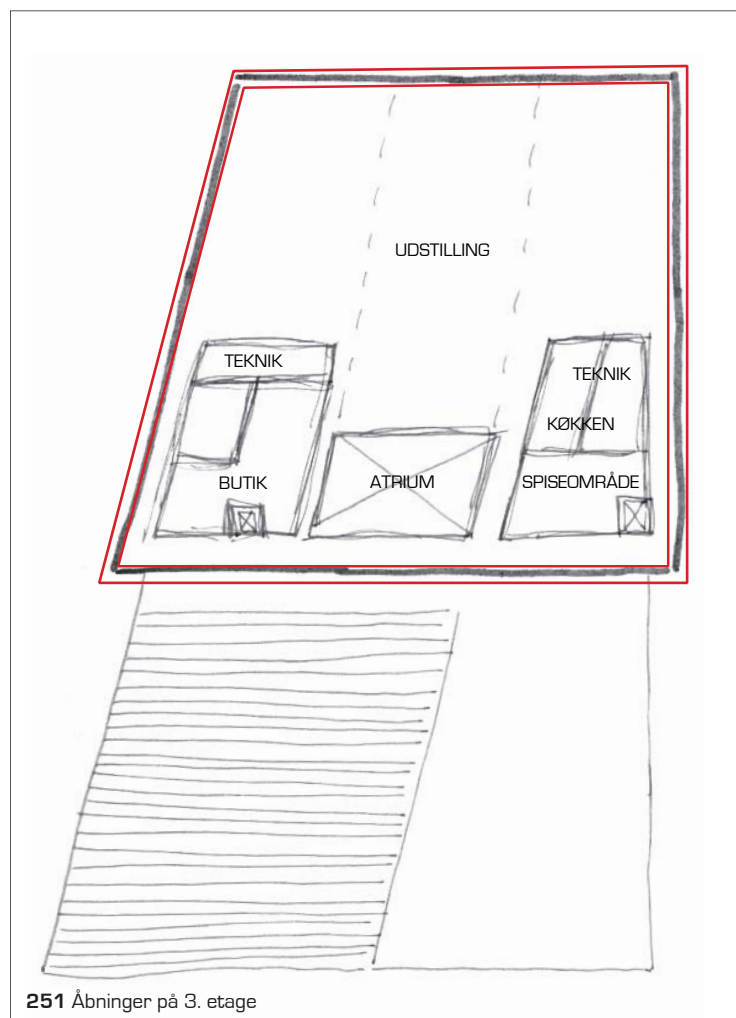 UDSTILLING
TEKNIK
TEKNIK
KØKKEN
BUTIK
ATRIUM
SPISEOMRÅDE
251 Åbninger på 3. etage